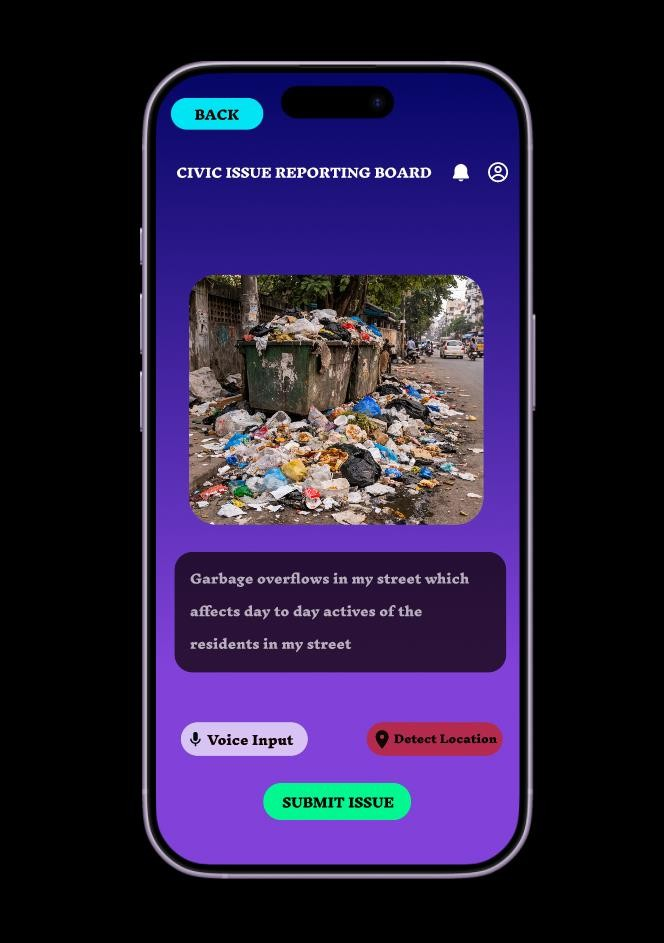 BACK
CIVIC ISSUE REPORTING BOARD
Garbage overflows in my street which
affects day to day actives of the
residents in my street
Voice Input
Detect Location
SUBMIT ISSUE